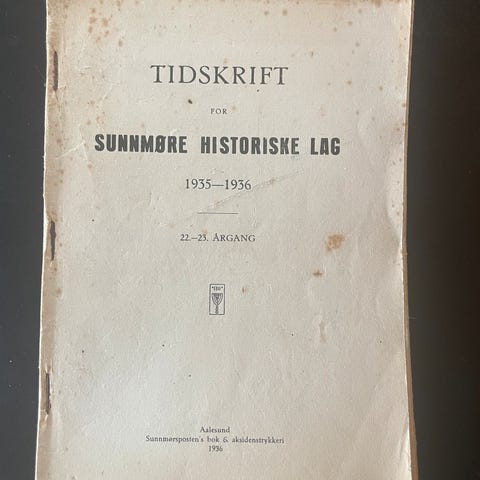 TIDSKRIFT
FOR
SUNNMØRE HISTORISKE LAG
1935—1936
22.—23. ÅRGANG
Aalesund
Sunnmørsposten's bok & aksidenstrykkeri
1936